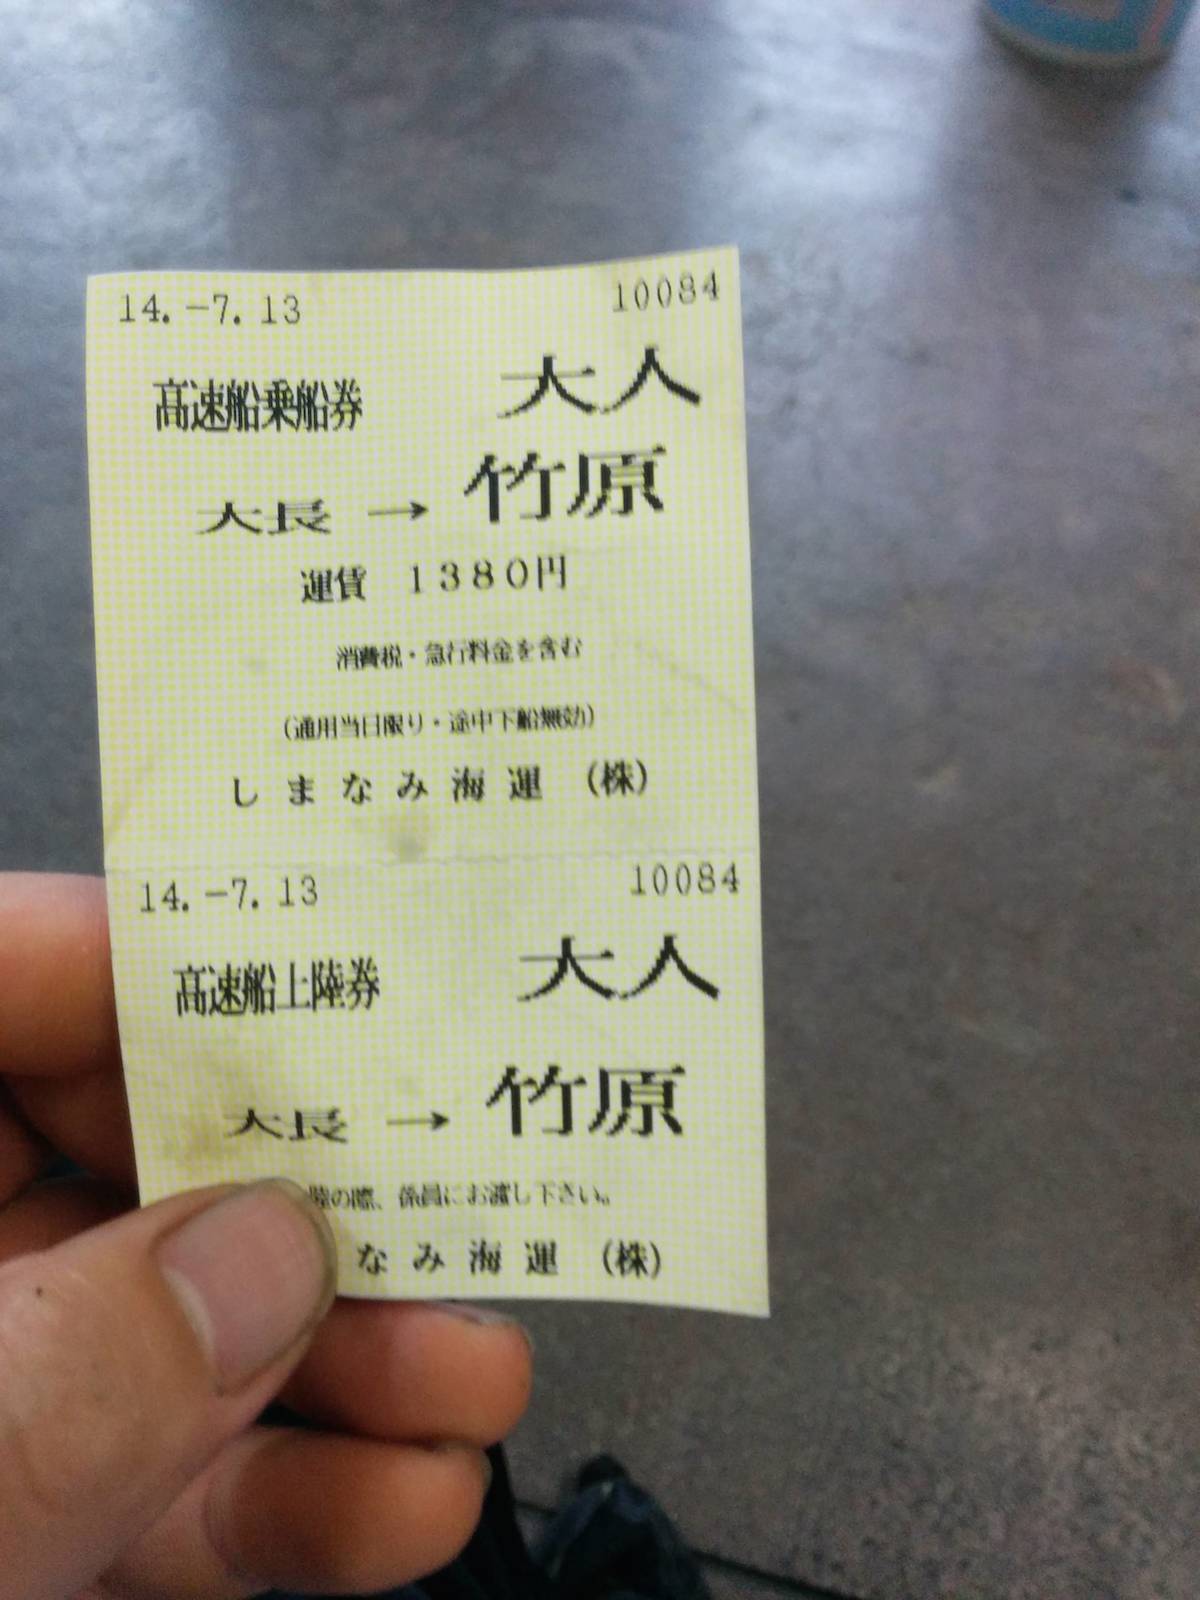 14.-7.13 10084
高速船乗船券 大人
大長 → 竹原
運賃 1380円
消費税・急行料金を含む
(通用当日限り・途中下船無効)
しまなみ海運 (株)
14.-7.13 10084
高速船上陸券 大人
大長 → 竹原
陸の際、係員にお渡し下さい。
なみ海運 (株)